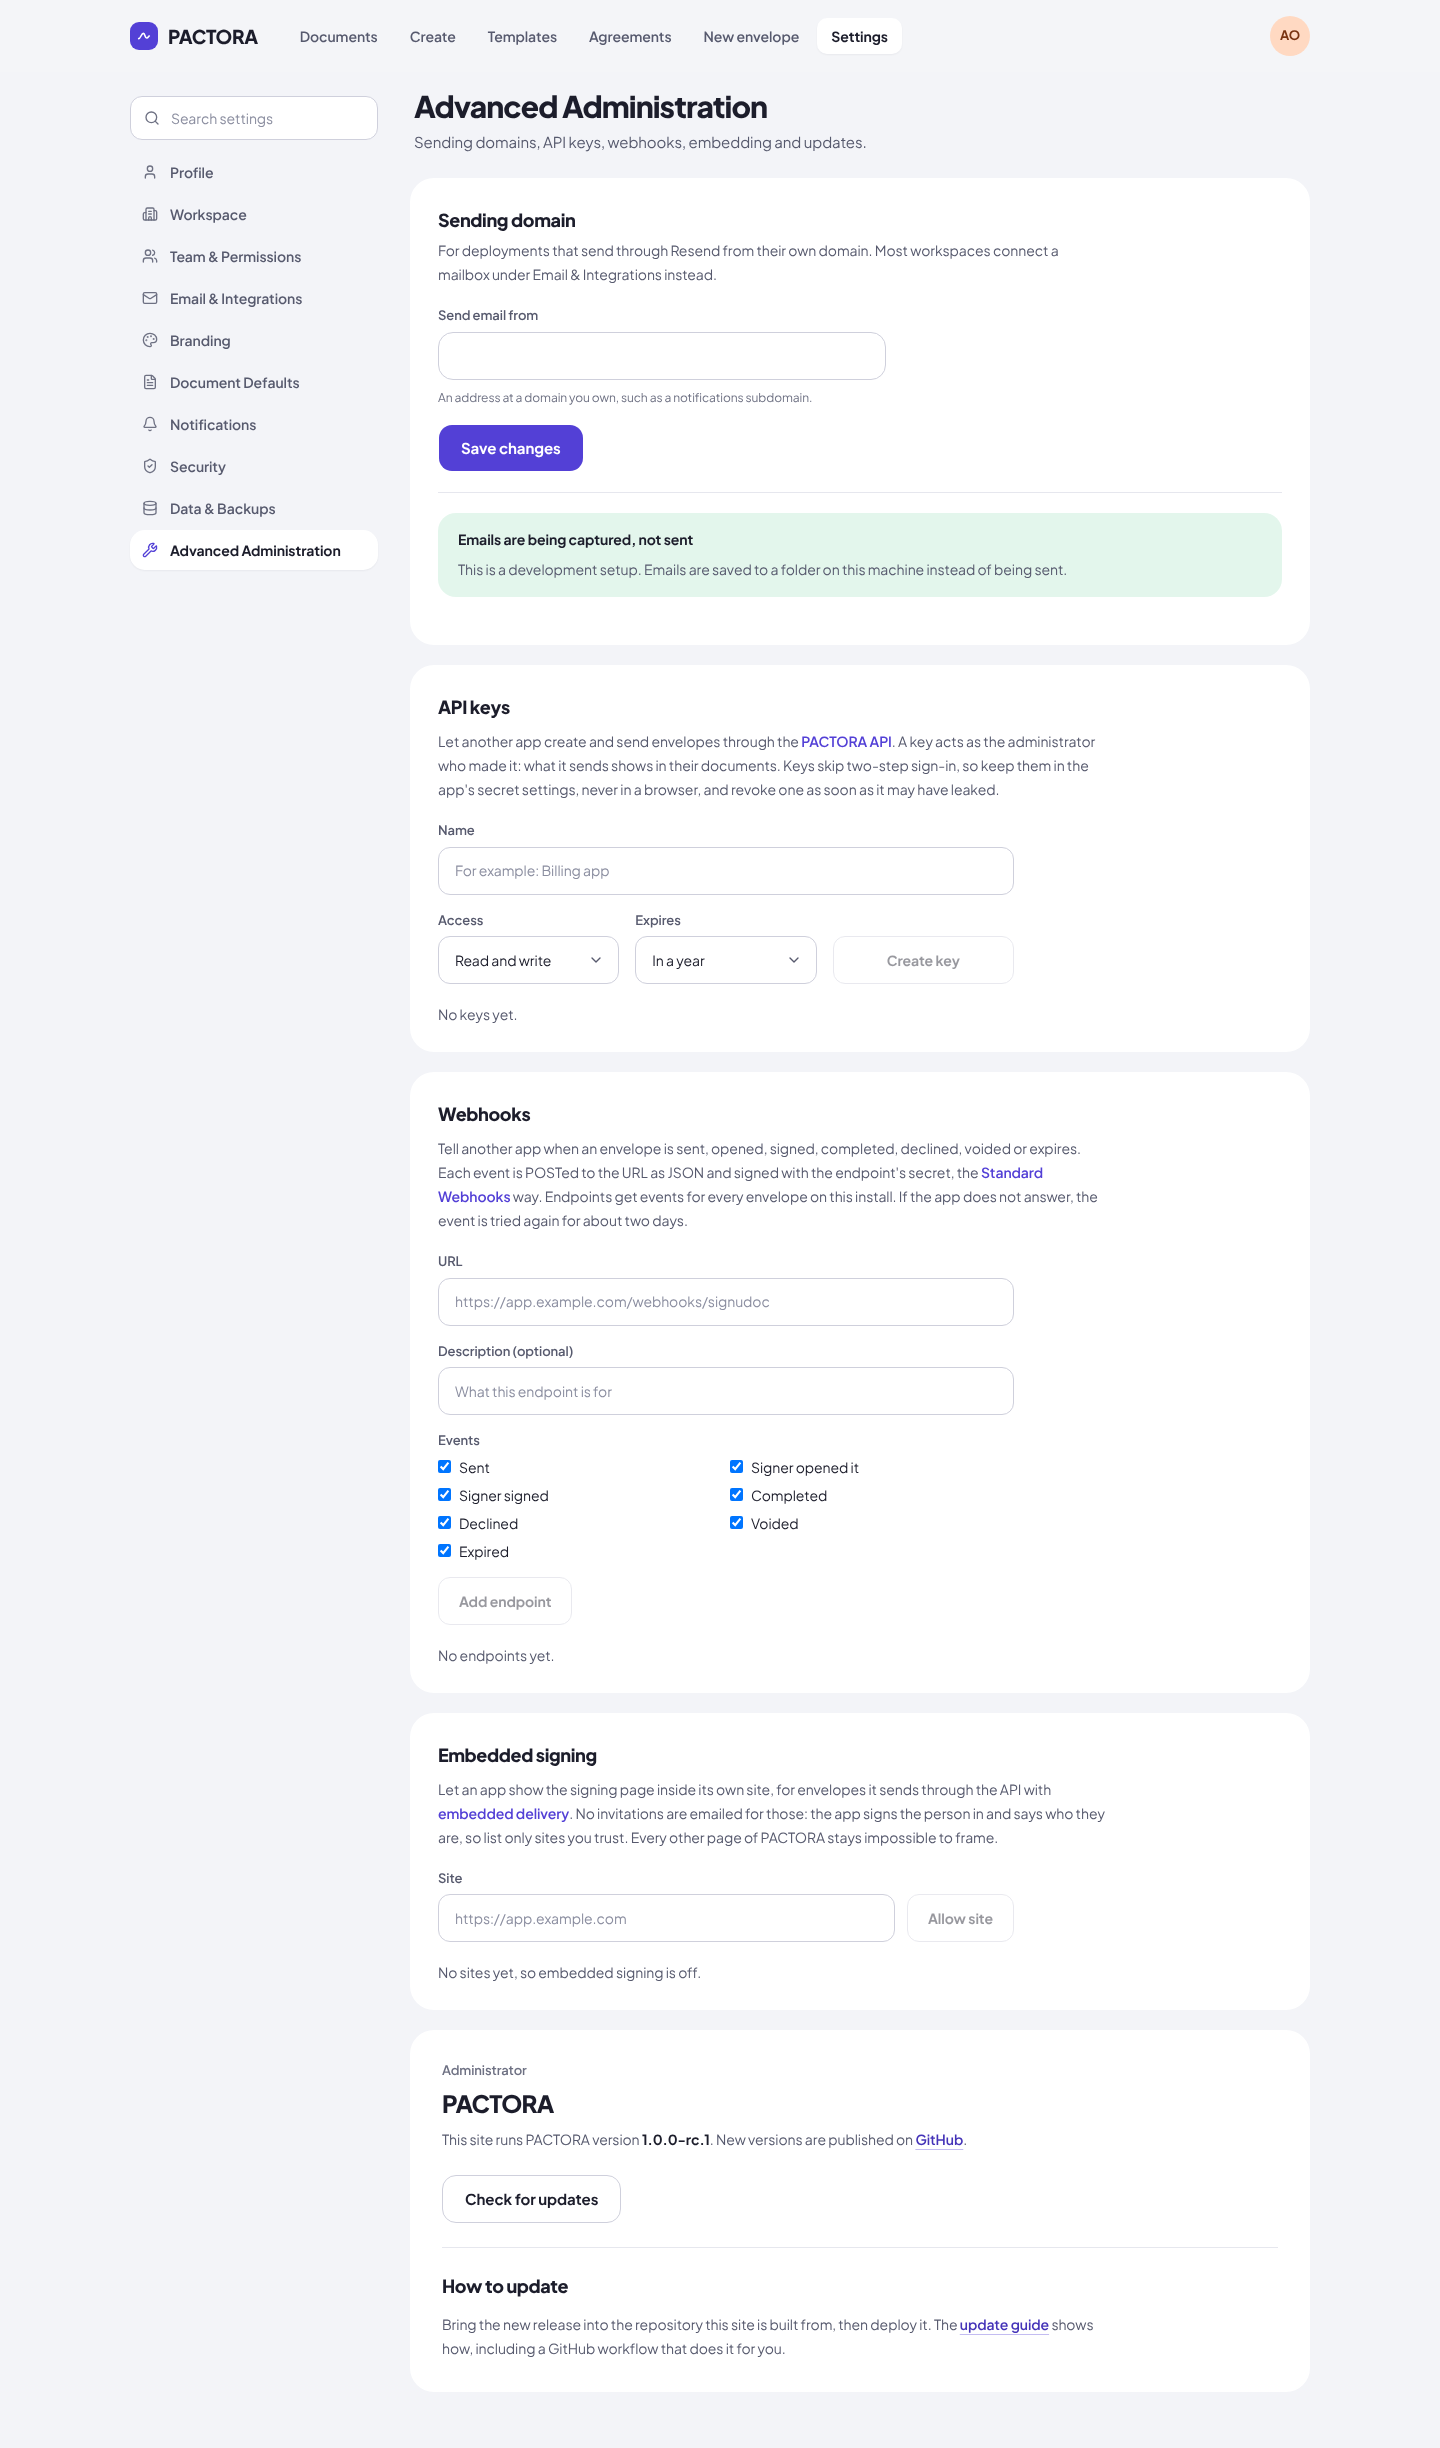 PACTORA
Documents
Create
Templates
Agreements
New envelope
Settings
AO
Search settings
Profile
Workspace
Team & Permissions
Email & Integrations
Branding
Document Defaults
Notifications
Security
Data & Backups
Advanced Administration
Advanced Administration
Sending domains, API keys, webhooks, embedding and updates.
Sending domain
For deployments that send through Resend from their own domain. Most workspaces connect a
mailbox under Email & Integrations instead.
Send email from
An address at a domain you own, such as a notifications subdomain.
Save changes
Emails are being captured, not sent
This is a development setup. Emails are saved to a folder on this machine instead of being sent.
API keys
Let another app create and send envelopes through the PACTORA API. A key acts as the administrator
who made it: what it sends shows in their documents. Keys skip two-step sign-in, so keep them in the
app's secret settings, never in a browser, and revoke one as soon as it may have leaked.
Name
For example: Billing app
Access
Expires
Read and write
In a year
Create key
No keys yet.
Webhooks
Tell another app when an envelope is sent, opened, signed, completed, declined, voided or expires.
Each event is POSTed to the URL as JSON and signed with the endpoint's secret, the Standard
Webhooks way. Endpoints get events for every envelope on this install. If the app does not answer, the
event is tried again for about two days.
URL
https://app.example.com/webhooks/signudoc
Description (optional)
What this endpoint is for
Events
Sent
Signer opened it
Signer signed
Completed
Declined
Voided
Expired
Add endpoint
No endpoints yet.
Embedded signing
Let an app show the signing page inside its own site, for envelopes it sends through the API with
embedded delivery. No invitations are emailed for those: the app signs the person in and says who they
are, so list only sites you trust. Every other page of PACTORA stays impossible to frame.
Site
https://app.example.com
Allow site
No sites yet, so embedded signing is off.
Administrator
PACTORA
This site runs PACTORA version 1.0.0-rc.1. New versions are published on GitHub.
Check for updates
How to update
Bring the new release into the repository this site is built from, then deploy it. The update guide shows
how, including a GitHub workflow that does it for you.